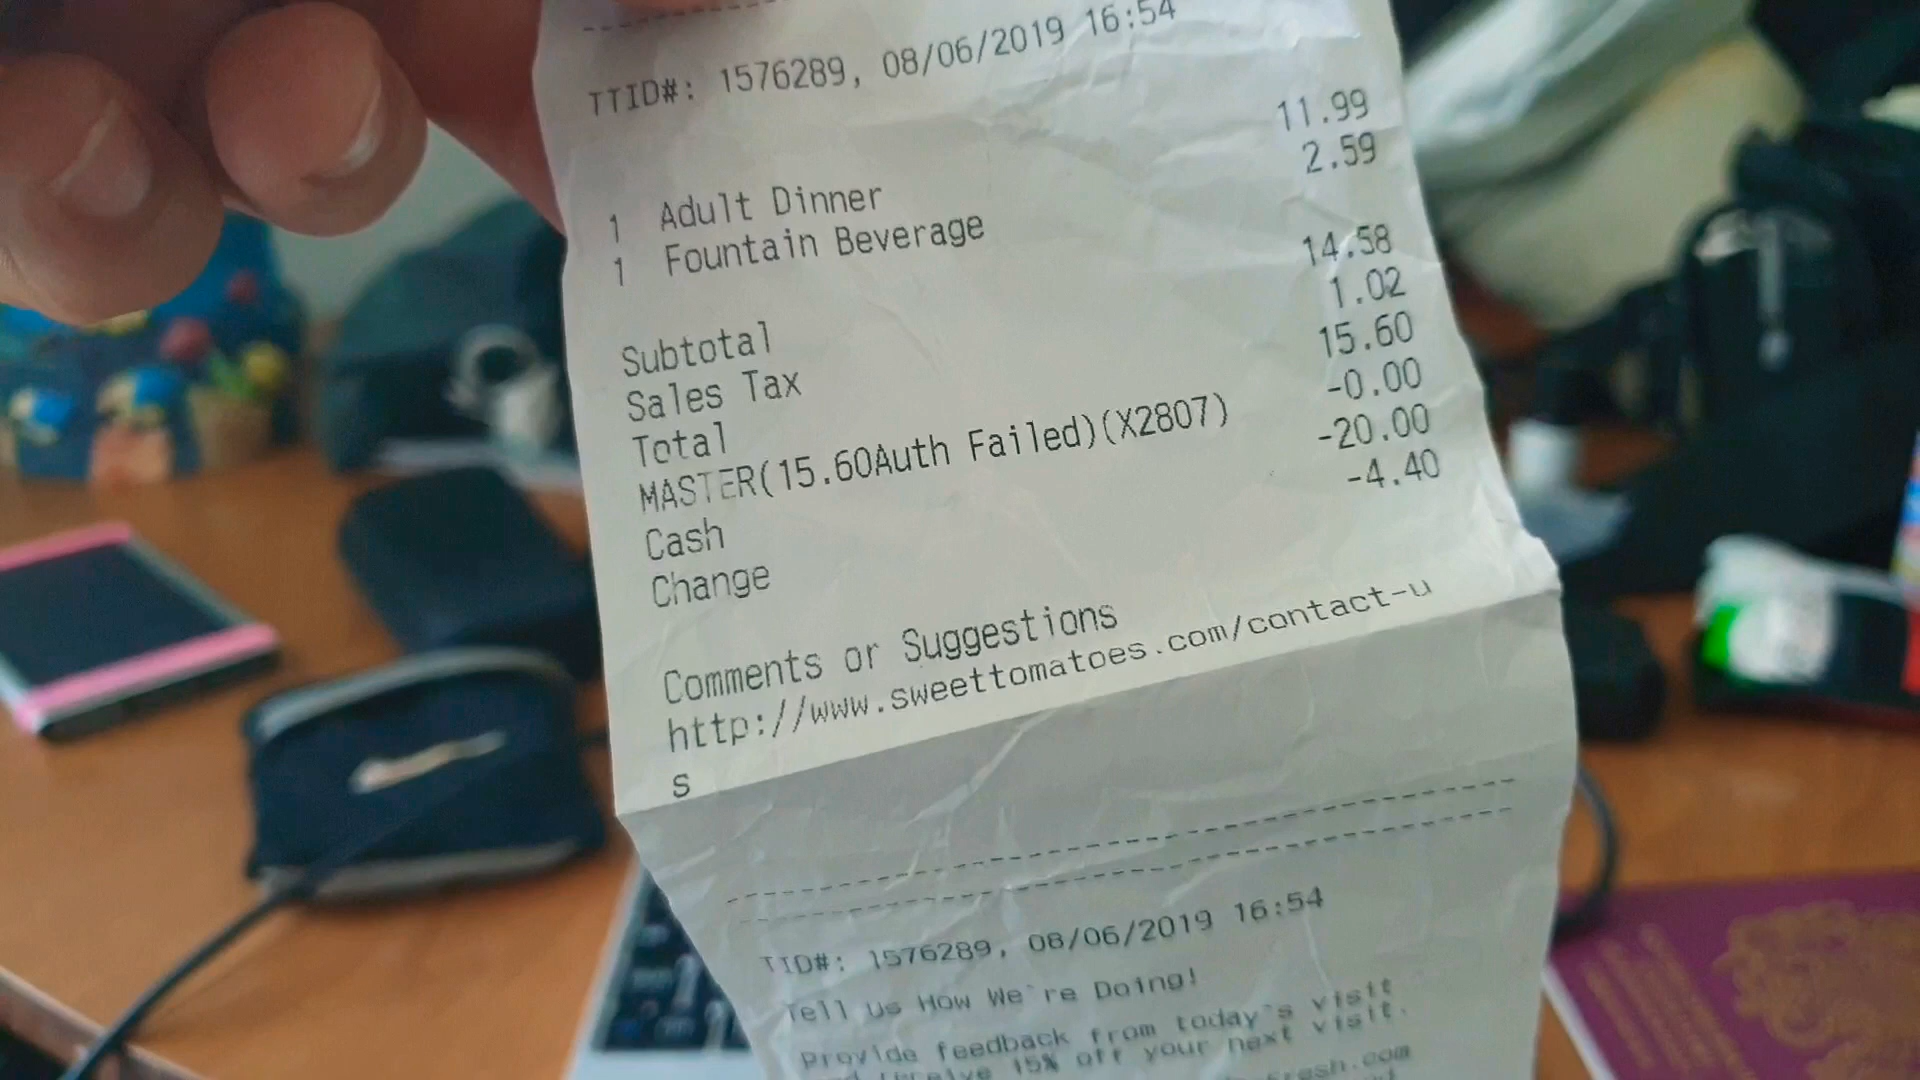 TTID#: 1576289, 08/06/2019 16:54
1 Adult Dinner 11.99
1 Fountain Beverage 2.59
Subtotal 14.58
Sales Tax 1.02
Total 15.60
MASTER(15.60Auth Failed)(X2807) -0.00
Cash -20.00
Change -4.40
Comments or Suggestions
http://www.sweettomatoes.com/contact-u
s
TID#: 1576289, 08/06/2019 16:54
Tell us How We`re Doing!
Provide feedback from today`s visit
15% off your next visit.
fresh.com